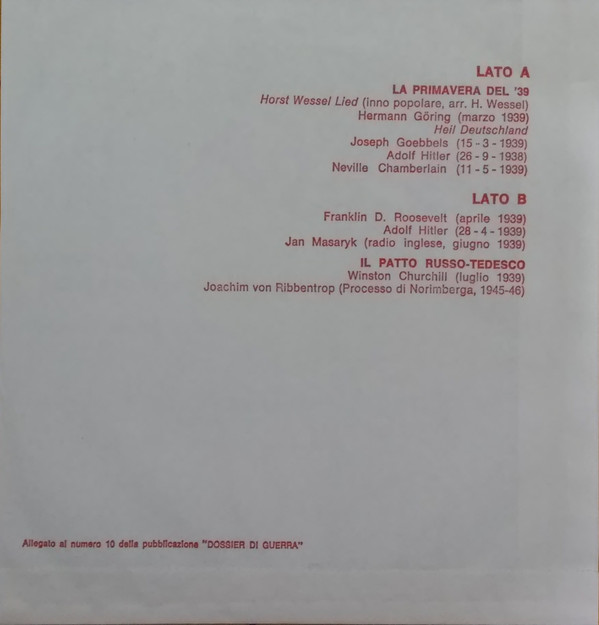 LATO A
LA PRIMAVERA DEL '39
Horst Wessel Lied (inno popolare, arr. H. Wessel)
Hermann Göring (marzo 1939)
Heil Deutschland
Joseph Goebbels (15 - 3 - 1939)
Adolf Hitler (26 - 9 - 1938)
Neville Chamberlain (11 - 5 - 1939)
LATO B
Franklin D. Roosevelt (aprile 1939)
Adolf Hitler (28 - 4 - 1939)
Jan Masaryk (radio inglese, giugno 1939)
IL PATTO RUSSO-TEDESCO
Winston Churchill (luglio 1939)
Joachim von Ribbentrop (Processo di Norimberga, 1945-46)
Allegato al numero 10 della pubblicazione "DOSSIER DI GUERRA"